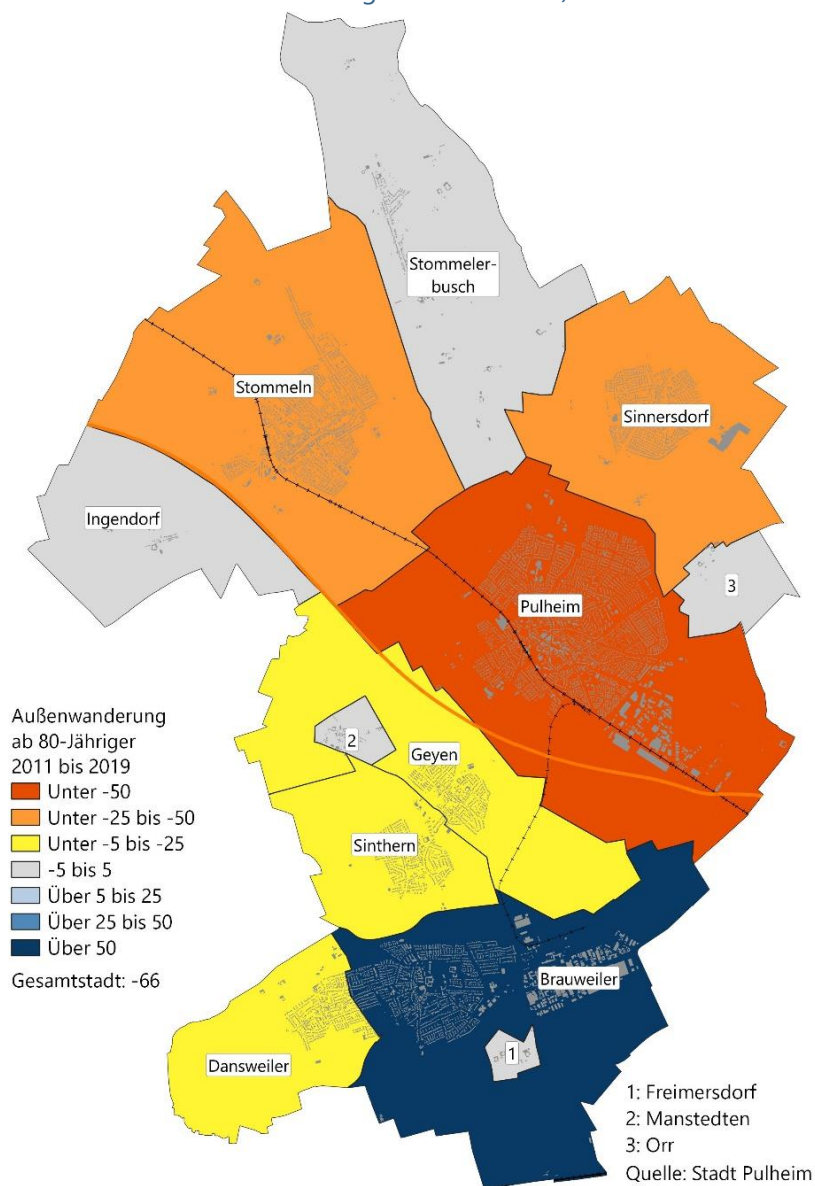 Stommeler-
busch
Stommeln
Sinnersdorf
Ingendorf
3
Pulheim
2
Geyen
Sinthern
Außenwanderung
ab 80-Jähriger
2011 bis 2019
Unter -50
Unter -25 bis -50
Unter -5 bis -25
-5 bis 5
Über 5 bis 25
Über 25 bis 50
Über 50
Gesamtstadt: -66
Brauweiler
Dansweiler
1
1: Freimersdorf
2: Manstedten
3: Orr
Quelle: Stadt Pulheim